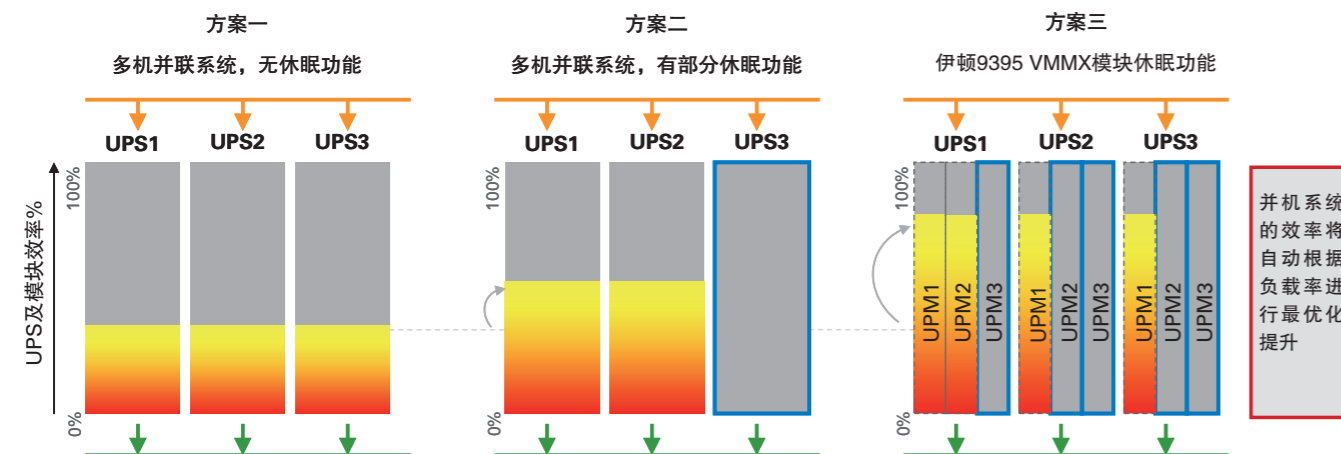 方案一
多机并联系统，无休眠功能
UPS1 UPS2 UPS3
UPS及模块效率%
100%
0%
方案二
多机并联系统，有部分休眠功能
UPS1 UPS2 UPS3
100%
0%
方案三
伊顿9395 VMMX模块休眠功能
UPS1 UPS2 UPS3
100%
0%
UPM1 UPM2 UPM3 UPM1 UPM2 UPM3 UPM1 UPM2 UPM3
并机系统
的效率将
自动根据
负载率进
行最优化
提升